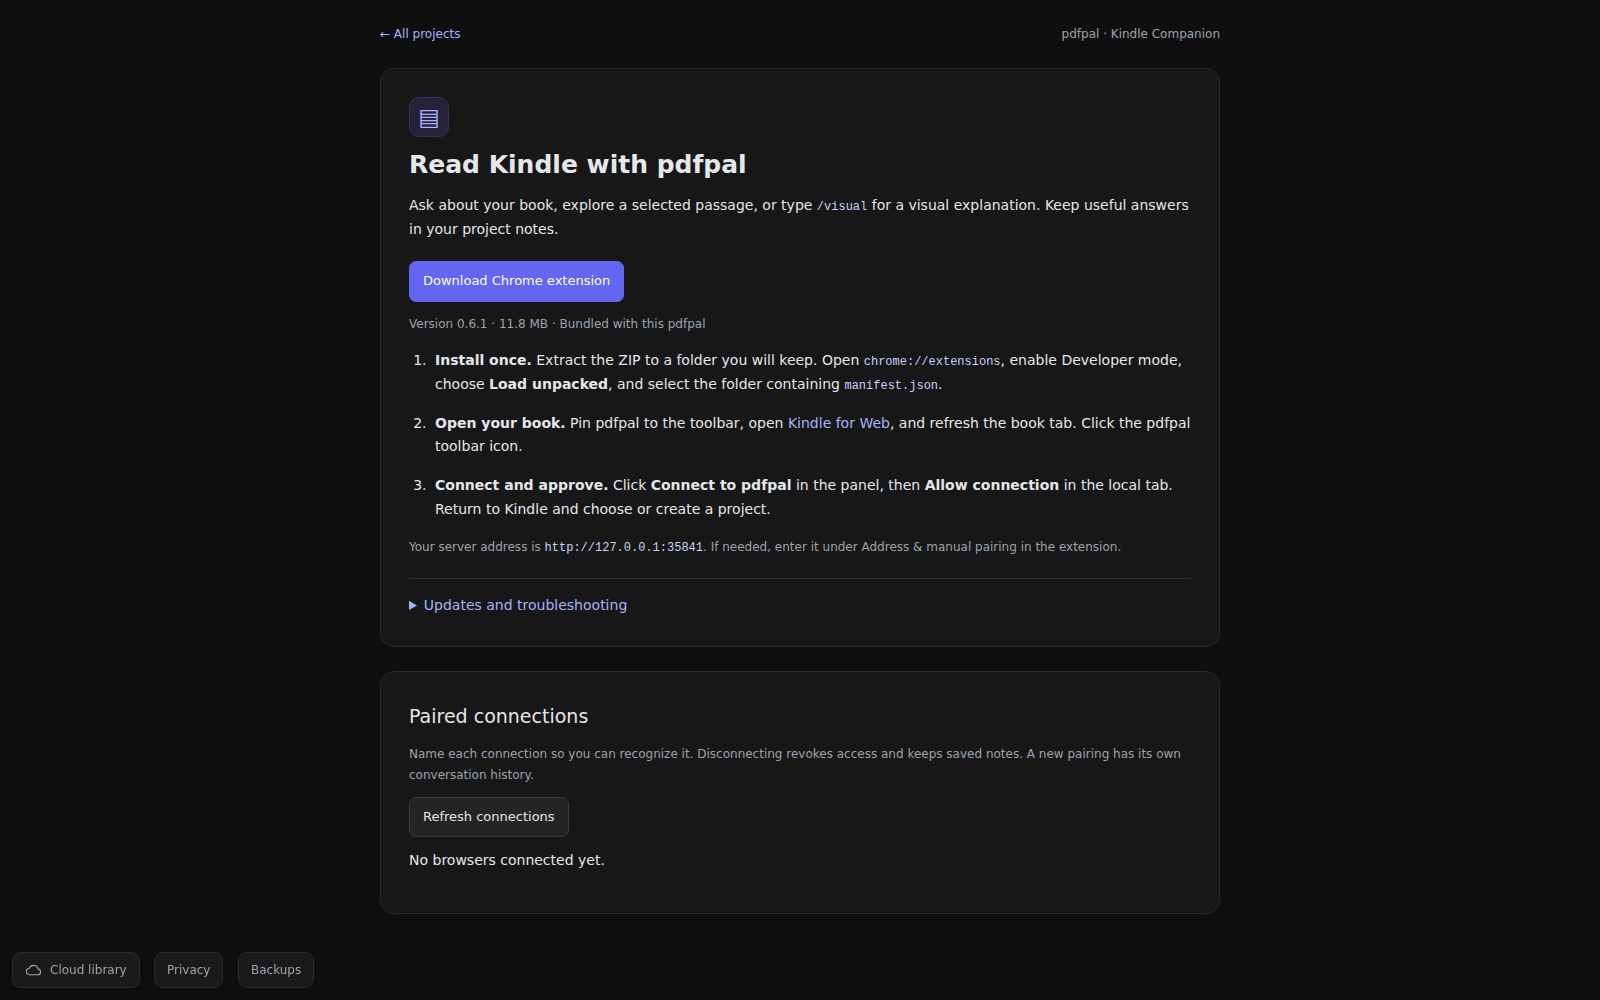 ← All projects
pdfpal · Kindle Companion
Read Kindle with pdfpal
Ask about your book, explore a selected passage, or type /visual for a visual explanation. Keep useful answers
in your project notes.
Download Chrome extension
Version 0.6.1 · 11.8 MB · Bundled with this pdfpal
1. Install once. Extract the ZIP to a folder you will keep. Open chrome://extensions, enable Developer mode,
choose Load unpacked, and select the folder containing manifest.json.
2. Open your book. Pin pdfpal to the toolbar, open Kindle for Web, and refresh the book tab. Click the pdfpal
toolbar icon.
3. Connect and approve. Click Connect to pdfpal in the panel, then Allow connection in the local tab.
Return to Kindle and choose or create a project.
Your server address is http://127.0.0.1:35841. If needed, enter it under Address & manual pairing in the extension.
Updates and troubleshooting
Paired connections
Name each connection so you can recognize it. Disconnecting revokes access and keeps saved notes. A new pairing has its own
conversation history.
Refresh connections
No browsers connected yet.
Cloud library
Privacy
Backups